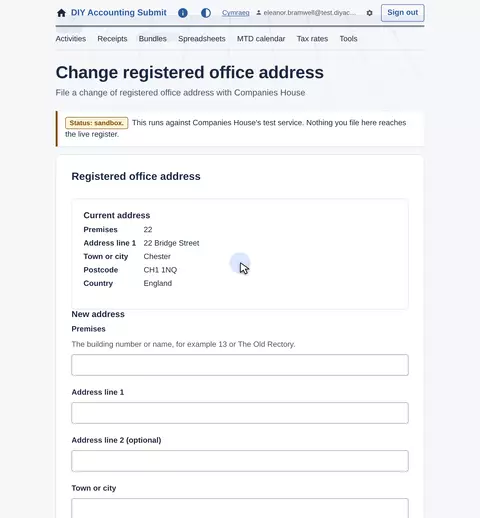 DIY Accounting Submit
Cymraeg
eleanor.bramwell@test.diyac...
Sign out
Activities
Receipts
Bundles
Spreadsheets
MTD calendar
Tax rates
Tools
Change registered office address
File a change of registered office address with Companies House
Status: sandbox. This runs against Companies House's test service. Nothing you file here reaches
the live register.
Registered office address
Current address
Premises 22
Address line 1 22 Bridge Street
Town or city Chester
Postcode CH1 1NQ
Country England
New address
Premises
The building number or name, for example 13 or The Old Rectory.
Address line 1
Address line 2 (optional)
Town or city